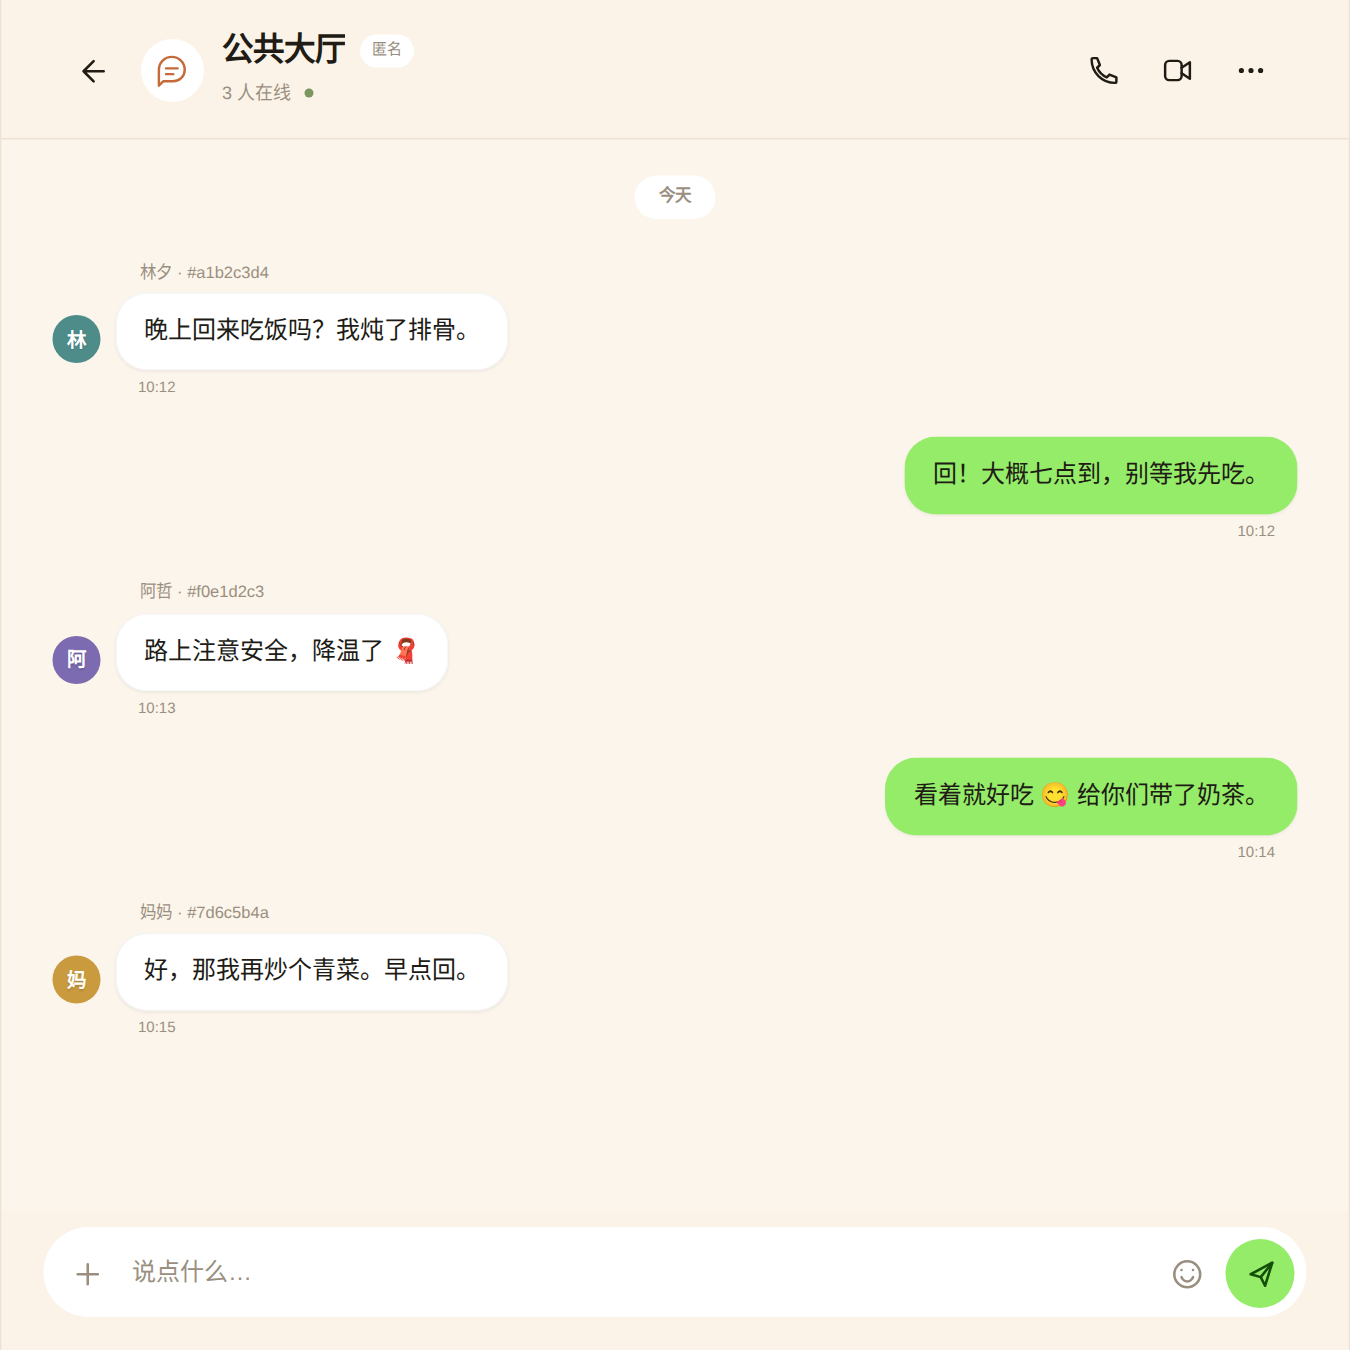 公共大厅 匿名
3 人在线
今天
林夕 · #a1b2c3d4
晚上回来吃饭吗？我炖了排骨。
林
10:12
回！大概七点到，别等我先吃。
10:12
阿哲 · #f0e1d2c3
路上注意安全，降温了 🧣
阿
10:13
看着就好吃 😋 给你们带了奶茶。
10:14
妈妈 · #7d6c5b4a
好，那我再炒个青菜。早点回。
妈
10:15
说点什么…